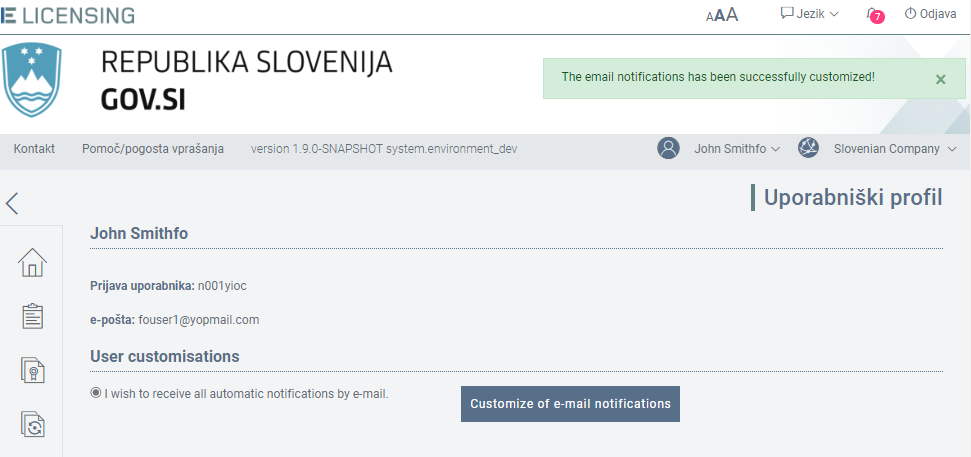 E LICENSING
AAA
Jezik
7
Odjava
REPUBLIKA SLOVENIJA
GOV.SI
The email notifications has been successfully customized!
×
Kontakt
Pomoč/pogosta vprašanja
version 1.9.0-SNAPSHOT system.environment_dev
John Smithfo
Slovenian Company
Uporabniški profil
John Smithfo
Prijava uporabnika: n001yioc
e-pošta: fouser1@yopmail.com
User customisations
I wish to receive all automatic notifications by e-mail.
Customize of e-mail notifications